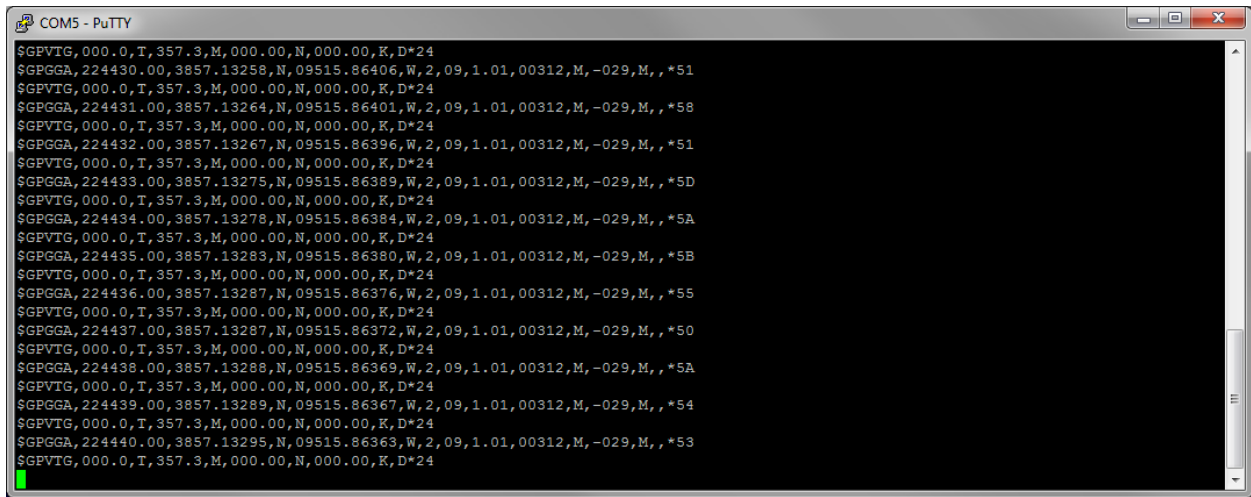 COM5 - PuTTY
$GPVTG,000.0,T,357.3,M,000.00,N,000.00,K,D*24
$GPGGA,224430.00,3857.13258,N,09515.86406,W,2,09,1.01,00312,M,-029,M,,*51
$GPVTG,000.0,T,357.3,M,000.00,N,000.00,K,D*24
$GPGGA,224431.00,3857.13264,N,09515.86401,W,2,09,1.01,00312,M,-029,M,,*58
$GPVTG,000.0,T,357.3,M,000.00,N,000.00,K,D*24
$GPGGA,224432.00,3857.13267,N,09515.86396,W,2,09,1.01,00312,M,-029,M,,*51
$GPVTG,000.0,T,357.3,M,000.00,N,000.00,K,D*24
$GPGGA,224433.00,3857.13275,N,09515.86389,W,2,09,1.01,00312,M,-029,M,,*5D
$GPVTG,000.0,T,357.3,M,000.00,N,000.00,K,D*24
$GPGGA,224434.00,3857.13278,N,09515.86384,W,2,09,1.01,00312,M,-029,M,,*5A
$GPVTG,000.0,T,357.3,M,000.00,N,000.00,K,D*24
$GPGGA,224435.00,3857.13283,N,09515.86380,W,2,09,1.01,00312,M,-029,M,,*5B
$GPVTG,000.0,T,357.3,M,000.00,N,000.00,K,D*24
$GPGGA,224436.00,3857.13287,N,09515.86376,W,2,09,1.01,00312,M,-029,M,,*55
$GPVTG,000.0,T,357.3,M,000.00,N,000.00,K,D*24
$GPGGA,224437.00,3857.13287,N,09515.86372,W,2,09,1.01,00312,M,-029,M,,*50
$GPVTG,000.0,T,357.3,M,000.00,N,000.00,K,D*24
$GPGGA,224438.00,3857.13288,N,09515.86369,W,2,09,1.01,00312,M,-029,M,,*5A
$GPVTG,000.0,T,357.3,M,000.00,N,000.00,K,D*24
$GPGGA,224439.00,3857.13289,N,09515.86367,W,2,09,1.01,00312,M,-029,M,,*54
$GPVTG,000.0,T,357.3,M,000.00,N,000.00,K,D*24
$GPGGA,224440.00,3857.13295,N,09515.86363,W,2,09,1.01,00312,M,-029,M,,*53
$GPVTG,000.0,T,357.3,M,000.00,N,000.00,K,D*24